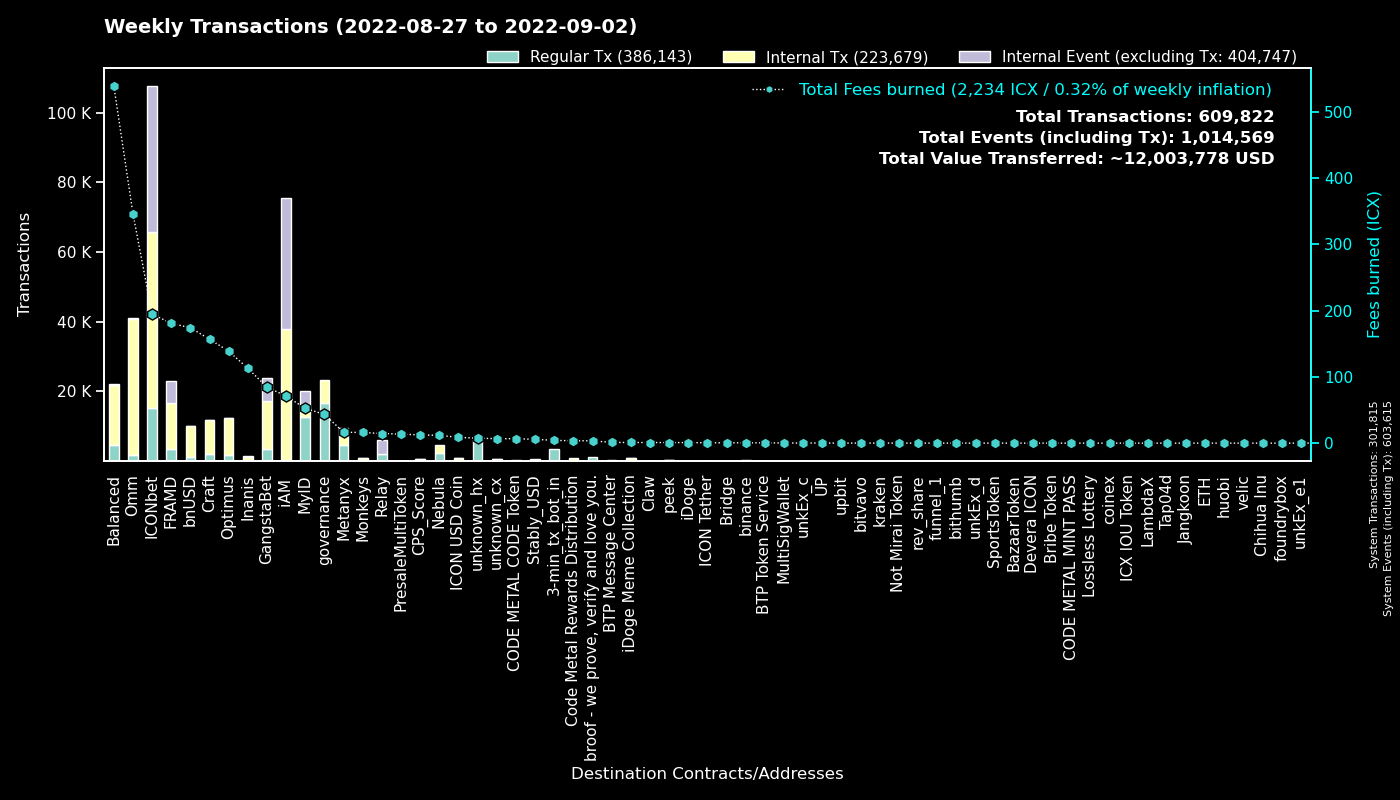 Weekly Transactions (2022-08-27 to 2022-09-02)
Regular Tx (386,143)
Internal Tx (223,679)
Internal Event (excluding Tx: 404,747)
Total Fees burned (2,234 ICX / 0.32% of weekly inflation)
Total Transactions: 609,822
Total Events (including Tx): 1,014,569
Total Value Transferred: ~12,003,778 USD
Transactions
100 K
80 K
60 K
40 K
20 K
500
400
300
200
100
0
Fees burned (ICX)
System Transactions: 301,815
System Events (including Tx): 603,615
Balanced
Omm
ICONbet
FRAMD
bnUSD
Craft
Optimus
Inanis
GangstaBet
iAM
MyID
governance
Metanyx
Monkeys
Relay
PresaleMultiToken
CPS_Score
Nebula
ICON USD Coin
unknown_hx
unknown_cx
CODE METAL CODE Token
Stably_USD
3-min_tx_bot_in
Code Metal Rewards Distribution
broof - we prove, verify and love you.
BTP Message Center
iDoge Meme Collection
Claw
peek
iDoge
ICON Tether
Bridge
binance
BTP Token Service
MultiSigWallet
unkEx_c
UP
upbit
bitvavo
kraken
Not Mirai Token
rev_share
funnel_1
bithumb
unkEx_d
SportsToken
BazaarToken
Devera ICON
Bribe Token
CODE METAL MINT PASS
Lossless Lottery
coinex
ICX IOU Token
LambdaX
Tap04d
Jangkoon
ETH
huobi
velic
Chihua Inu
foundrybox
unkEx_e1
Destination Contracts/Addresses